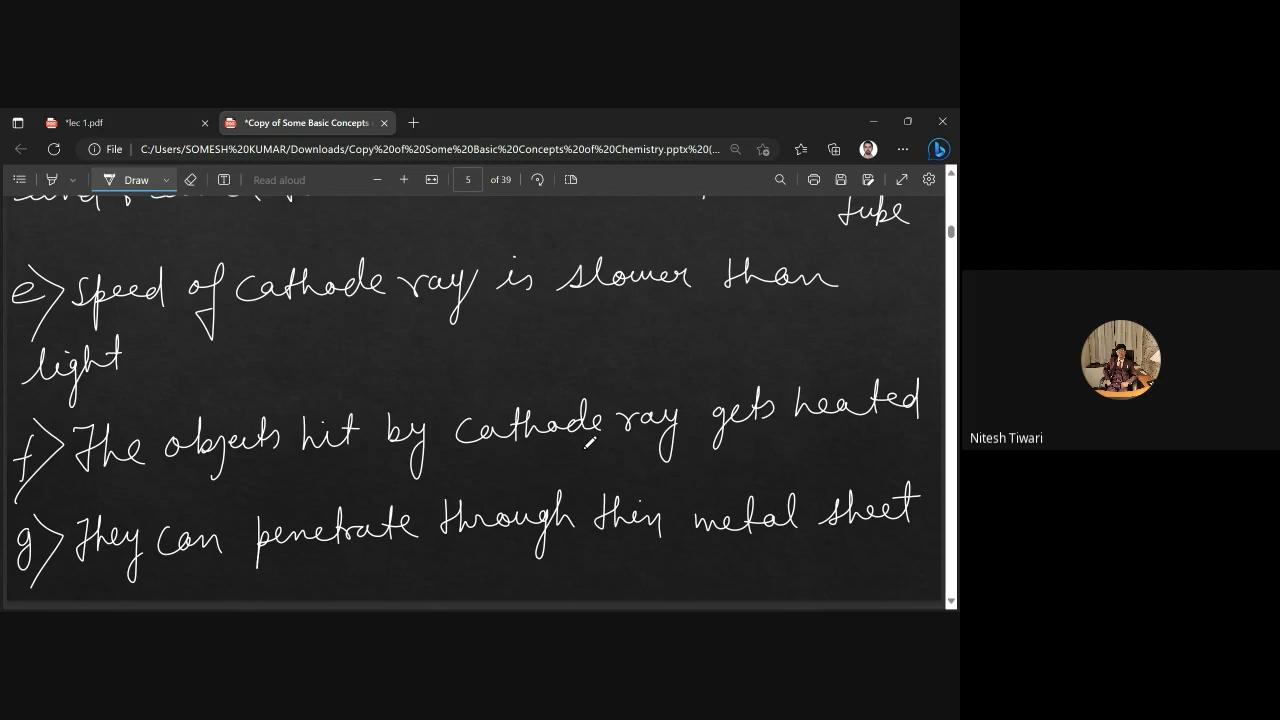 *lec 1.pdf
*Copy of Some Basic Concepts
File
C:/Users/SOMESH%20KUMAR/Downloads/Copy%20of%20Some%20Basic%20Concepts%20of%20Chemistry.pptx%20(...
Draw
Read aloud
5 of 39
tube
e> Speed of cathode ray is slower than
light
f> The objects hit by cathode ray gets heated
g> They can penetrate through thin metal sheet
Nitesh Tiwari